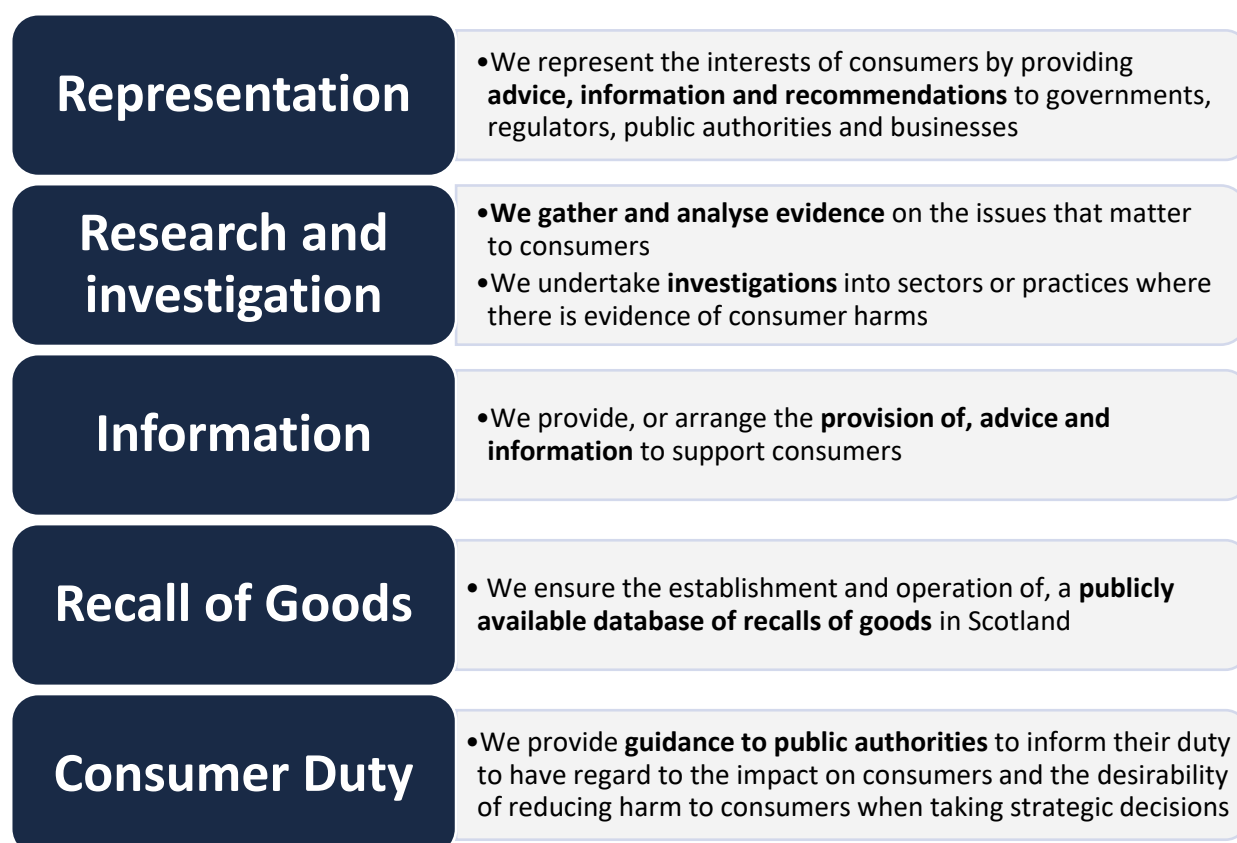 Representation
•We represent the interests of consumers by providing
advice, information and recommendations to governments,
regulators, public authorities and businesses
Research and
investigation
•We gather and analyse evidence on the issues that matter
to consumers
•We undertake investigations into sectors or practices where
there is evidence of consumer harms
Information
•We provide, or arrange the provision of, advice and
information to support consumers
Recall of Goods
• We ensure the establishment and operation of, a publicly
available database of recalls of goods in Scotland
Consumer Duty
•We provide guidance to public authorities to inform their duty
to have regard to the impact on consumers and the desirability
of reducing harm to consumers when taking strategic decisions